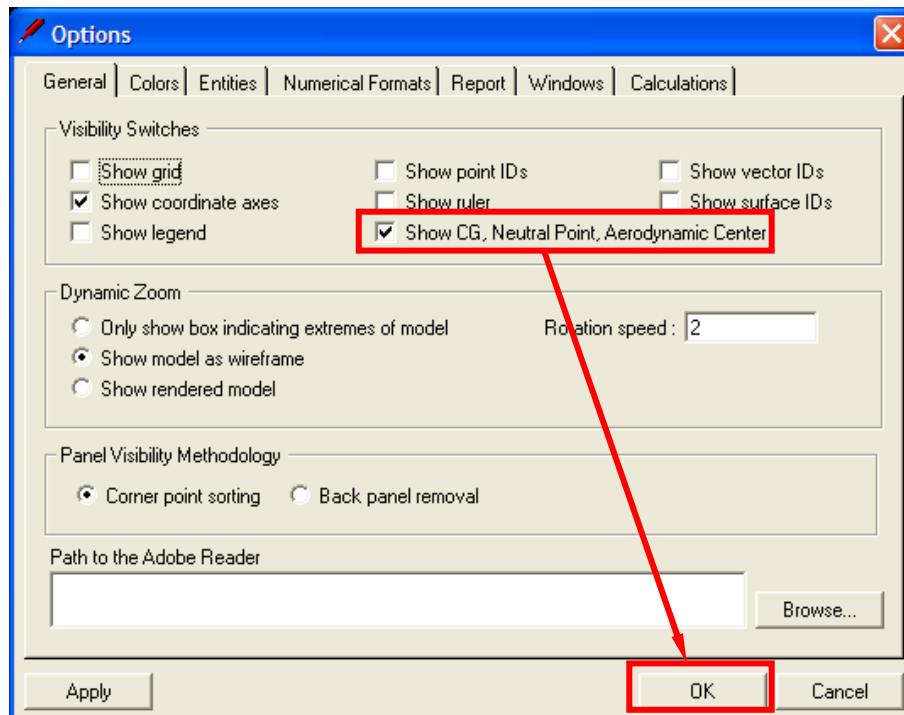 Options
General Colors Entities Numerical Formats Report Windows Calculations
Visibility Switches
Show grid Show point IDs Show vector IDs
Show coordinate axes Show ruler Show surface IDs
Show legend Show CG, Neutral Point, Aerodynamic Center
Dynamic Zoom
Only show box indicating extremes of model Rotation speed : 2
Show model as wireframe
Show rendered model
Panel Visibility Methodology
Corner point sorting Back panel removal
Path to the Adobe Reader
Browse...
Apply OK Cancel